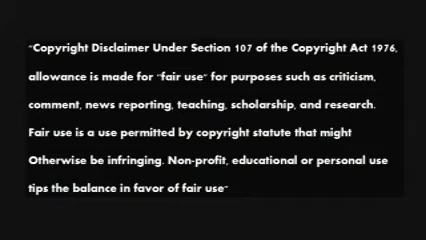 "Copyright Disclaimer Under Section 107 of the Copyright Act 1976,
allowance is made for "fair use" for purposes such as criticism,
comment, news reporting, teaching, scholarship, and research.
Fair use is a use permitted by copyright statute that might
Otherwise be infringing. Non-profit, educational or personal use
tips the balance in favor of fair use"